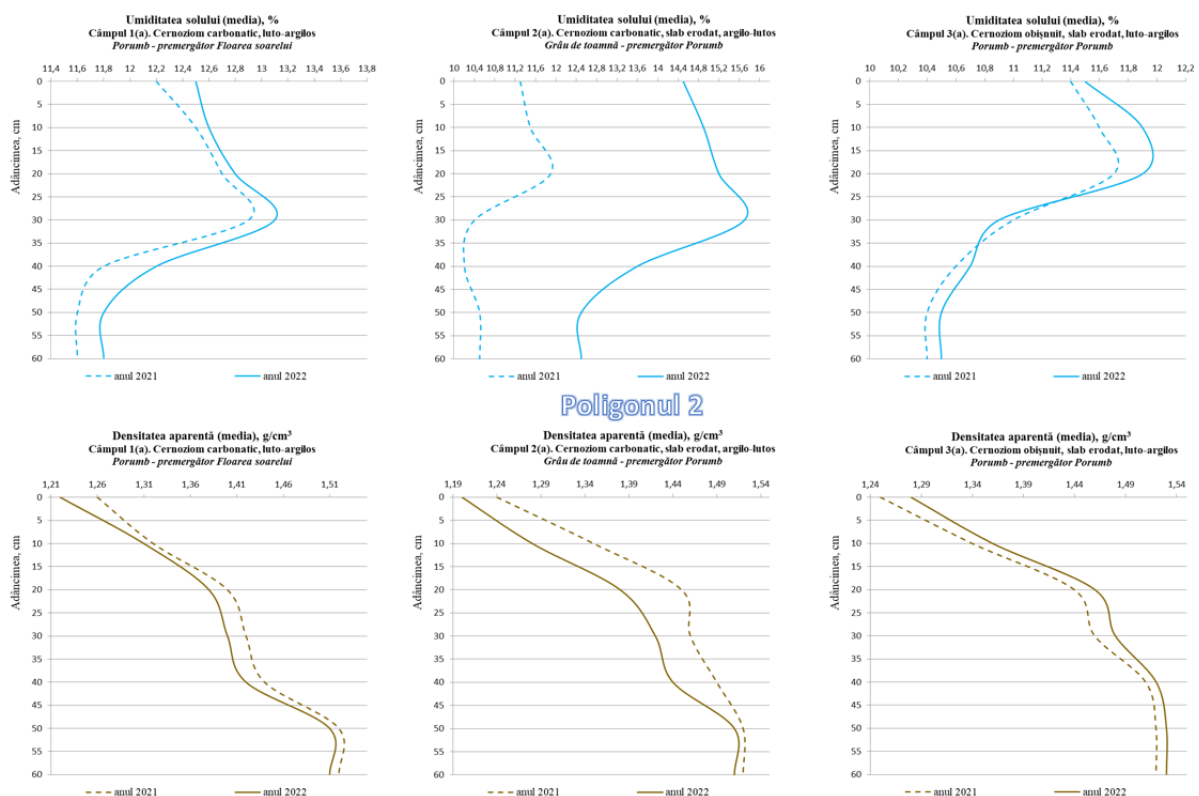 Umiditatea solului (media), %
Câmpul 1(a). Cernoziom carbonatic, luto-argilos
Porumb - premergător Floarea soarelui
11,4 11,6 11,8 12 12,2 12,4 12,6 12,8 13 13,2 13,4 13,6 13,8
Adâncimea, cm
0
5
10
15
20
25
30
35
40
45
50
55
60
anul 2021 anul 2022
Umiditatea solului (media), %
Câmpul 2(a). Cernoziom carbonatic, slab erodat, argilo-lutos
Grâu de toamnă - premergător Porumb
10 10,4 10,8 11,2 11,6 12 12,4 12,8 13,2 13,6 14 14,4 14,8 15,2 15,6 16
0
5
10
15
20
25
30
35
40
45
50
55
60
anul 2021 anul 2022
Umiditatea solului (media), %
Câmpul 3(a). Cernoziom obișnuit, slab erodat, luto-argilos
Porumb - premergător Porumb
10 10,2 10,4 10,6 10,8 11 11,2 11,4 11,6 11,8 12 12,2
Adâncimea, cm
0
5
10
15
20
25
30
35
40
45
50
55
60
anul 2021 anul 2022
Poligonul 2
Densitatea aparentă (media), g/cm³
Câmpul 1(a). Cernoziom carbonatic, luto-argilos
Porumb - premergător Floarea soarelui
1,21 1,26 1,31 1,36 1,41 1,46 1,51
Adâncimea, cm
0
5
10
15
20
25
30
35
40
45
50
55
60
anul 2021 anul 2022
Densitatea aparentă (media), g/cm³
Câmpul 2(a). Cernoziom carbonatic, slab erodat, argilo-lutos
Grâu de toamnă - premergător Porumb
1,19 1,24 1,29 1,34 1,39 1,44 1,49 1,54
Adâncimea, cm
0
5
10
15
20
25
30
35
40
45
50
55
60
anul 2021 anul 2022
Densitatea aparentă (media), g/cm³
Câmpul 3(a). Cernoziom obișnuit, slab erodat, luto-argilos
Porumb - premergător Porumb
1,24 1,29 1,34 1,39 1,44 1,49 1,54
Adâncimea, cm
0
5
10
15
20
25
30
35
40
45
50
55
60
anul 2021 anul 2022